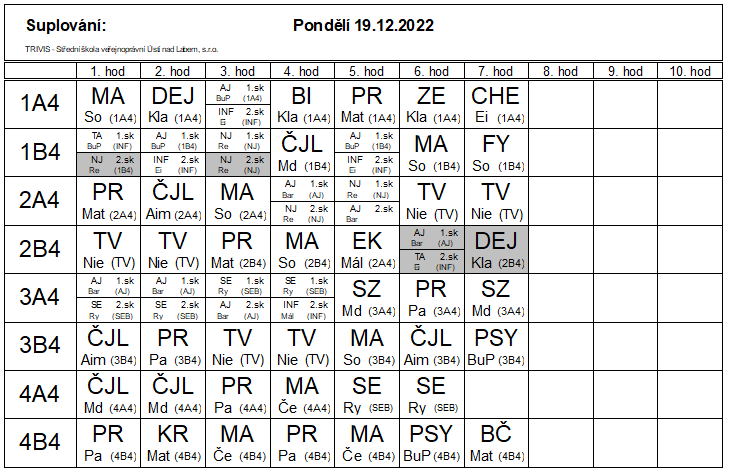 Suplování: Pondělí 19.12.2022
TRIVIS - Střední škola veřejnoprávní Ústí nad Labem, s.r.o.
1. hod 2. hod 3. hod 4. hod 5. hod 6. hod 7. hod 8. hod 9. hod 10. hod
1A4 MA DEJ AJ 1.sk BI PR ZE CHE
BuP (1A4)
INF 2.sk
So (1A4) Kla (1A4) Ei (INF) Kla (1A4) Mat (1A4) Kla (1A4) Ei (1A4)
1B4 TA 1.sk AJ 1.sk NJ 1.sk ČJL AJ 1.sk MA FY
BuP (INF) BuP (1B4) Re (NJ) BuP (1B4)
NJ 2.sk INF 2.sk NJ 2.sk INF 2.sk
Re (1B4) Ei (INF) Re (NJ) Md (1B4) Ei (INF) So (1B4) So (1B4)
2A4 PR ČJL MA AJ 1.sk NJ 1.sk TV TV
Bar (AJ) Re (NJ)
NJ 2.sk AJ 2.sk
Mat (2A4) Aim (2A4) So (2A4) Re (NJ) Bar Nie (TV) Nie (TV)
2B4 TV TV PR MA EK AJ 1.sk DEJ
Bar (AJ)
TA 2.sk
Nie (TV) Nie (TV) Mat (2B4) So (2B4) Mál (2A4) Ei (INF) Kla (2B4)
3A4 AJ 1.sk AJ 1.sk SE 1.sk SE 1.sk SZ PR SZ
Bar (AJ) Bar (AJ) Ry (SEB) Ry (SEB)
SE 2.sk SE 2.sk AJ 2.sk INF 2.sk
Ry (SEB) Ry (SEB) Bar (AJ) Mál (INF) Md (3A4) Pa (3A4) Md (3A4)
3B4 ČJL PR TV TV MA ČJL PSY
Aim (3B4) Pa (3B4) Nie (TV) Nie (TV) So (3B4) Aim (3B4) BuP (3B4)
4A4 ČJL ČJL PR MA SE SE
Md (4A4) Md (4A4) Pa (4A4) Če (4A4) Ry (SEB) Ry (SEB)
4B4 PR KR MA PR MA PSY BČ
Pa (4B4) Mat (4B4) Če (4B4) Pa (4B4) Če (4B4) BuP (4B4) Mat (4B4)